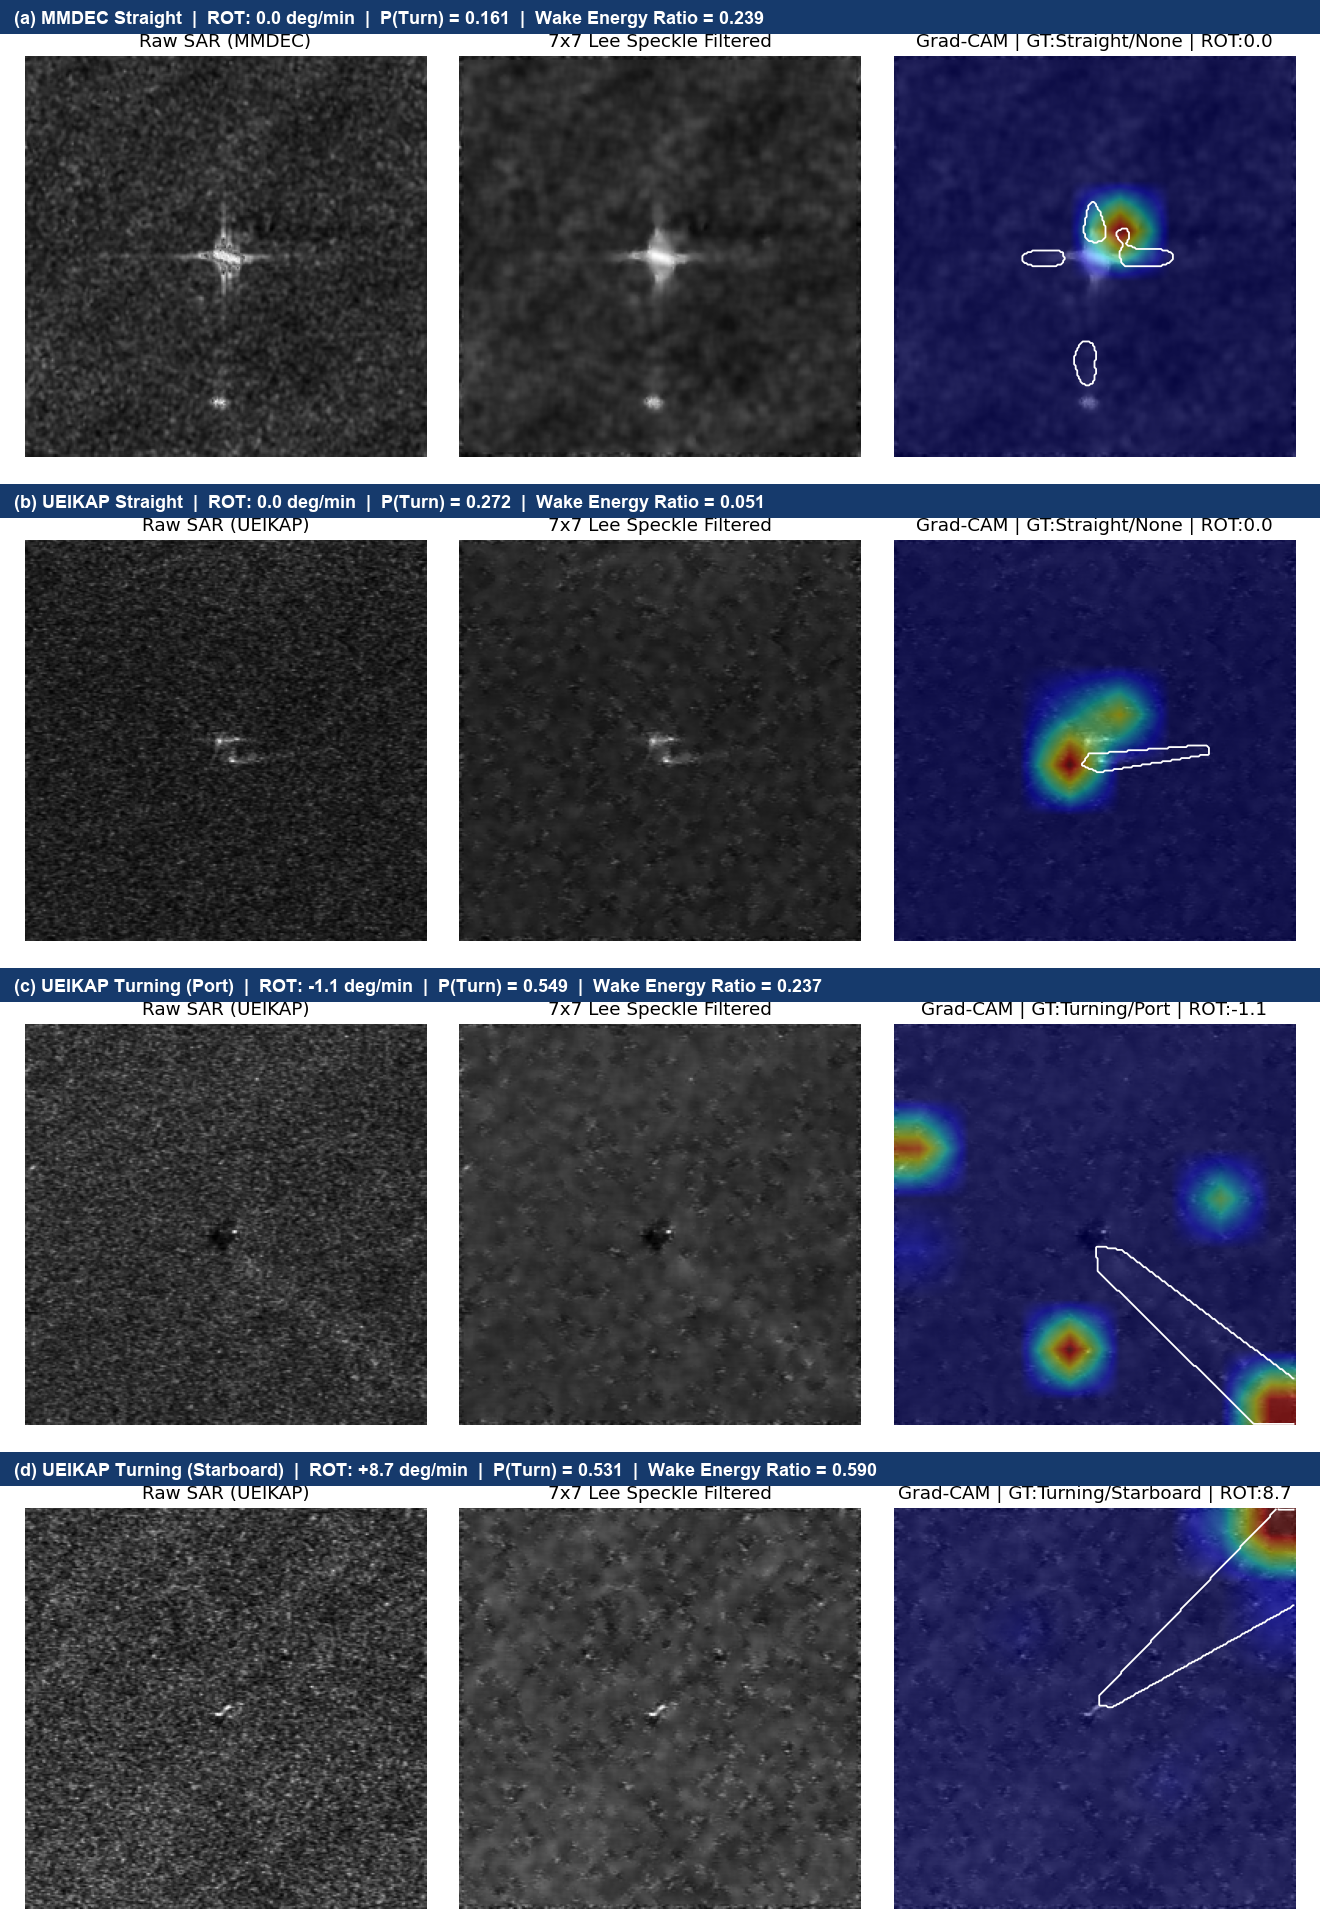 (a) MMDEC Straight | ROT: 0.0 deg/min | P(Turn) = 0.161 | Wake Energy Ratio = 0.239
Raw SAR (MMDEC)
7x7 Lee Speckle Filtered
Grad-CAM | GT:Straight/None | ROT:0.0
(b) UEIKAP Straight | ROT: 0.0 deg/min | P(Turn) = 0.272 | Wake Energy Ratio = 0.051
Raw SAR (UEIKAP)
7x7 Lee Speckle Filtered
Grad-CAM | GT:Straight/None | ROT:0.0
(c) UEIKAP Turning (Port) | ROT: -1.1 deg/min | P(Turn) = 0.549 | Wake Energy Ratio = 0.237
Raw SAR (UEIKAP)
7x7 Lee Speckle Filtered
Grad-CAM | GT:Turning/Port | ROT:-1.1
(d) UEIKAP Turning (Starboard) | ROT: +8.7 deg/min | P(Turn) = 0.531 | Wake Energy Ratio = 0.590
Raw SAR (UEIKAP)
7x7 Lee Speckle Filtered
Grad-CAM | GT:Turning/Starboard | ROT:8.7